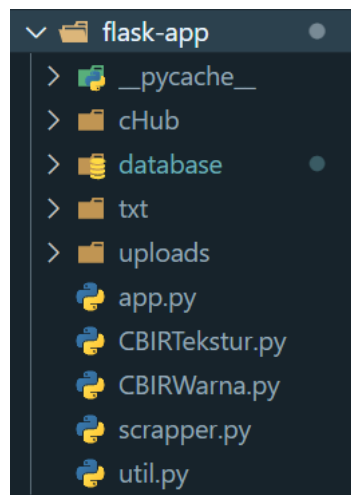 flask-app
__pycache__
cHub
database
txt
uploads
app.py
CBIRTekstur.py
CBIRWarna.py
scrapper.py
util.py